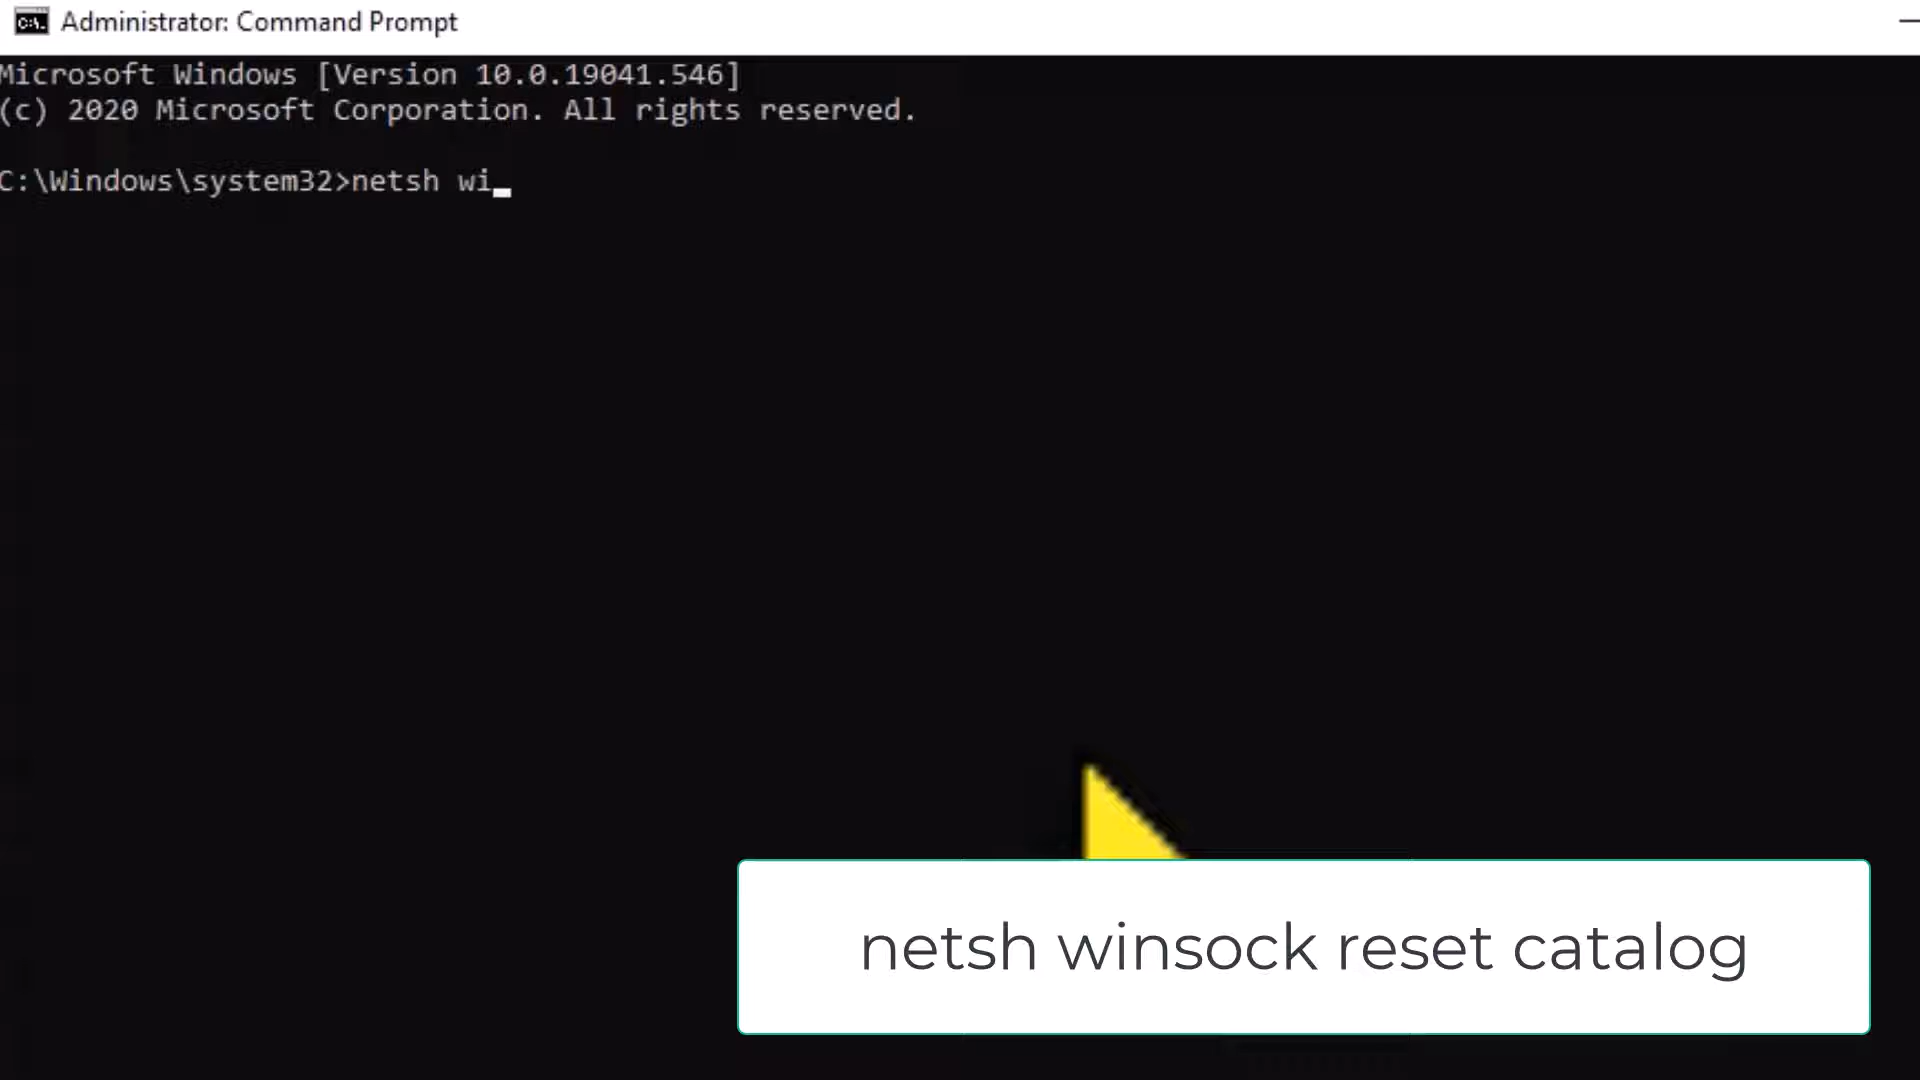 Administrator: Command Prompt
Microsoft Windows [Version 10.0.19041.546]
(c) 2020 Microsoft Corporation. All rights reserved.
C:\Windows\system32>netsh wi
netsh winsock reset catalog